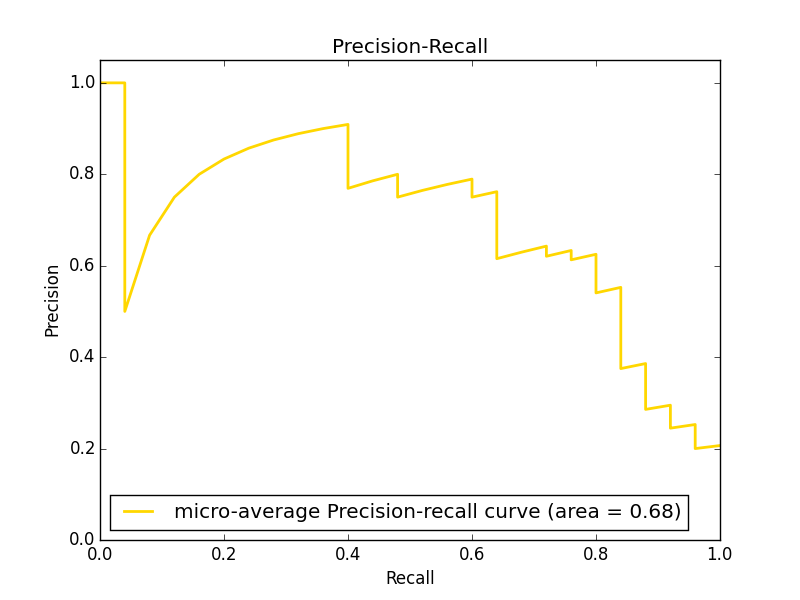 Precision-Recall
1.0
0.8
0.6
0.4
0.2
0.0
Precision
micro-average Precision-recall curve (area = 0.68)
0.0 0.2 0.4 0.6 0.8 1.0
Recall